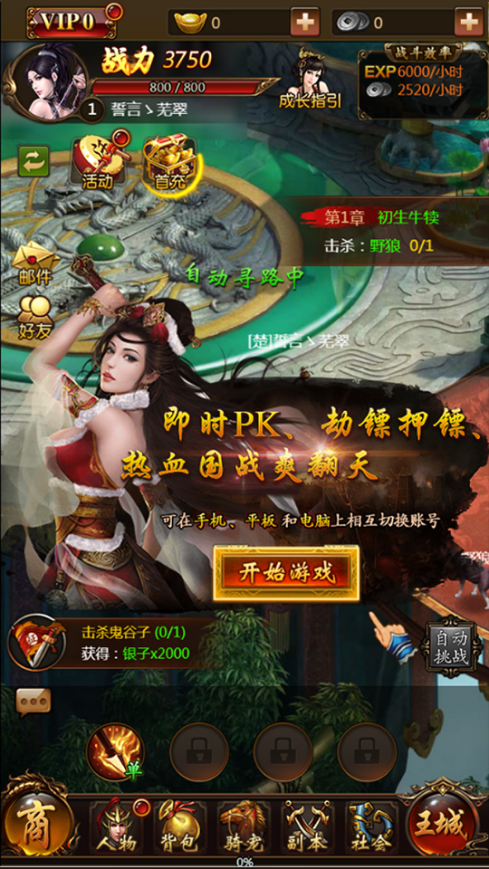 VIP 0
0
0
战力 3750
800 / 800
1
誓言ゝ芜翠
成长指引
战斗效率
EXP6000/小时
2520/小时
活动
首充
第1章 初生牛犊
击杀：野狼 0/1
邮件
好友
自动寻路中
[楚]誓言ゝ芜翠
即时PK、劫镖押镖、
热血国战爽翻天
可在手机、平板 和电脑上相互切换账号
开始游戏
击杀鬼谷子 (0/1)
获得：银子x2000
自动
挑战
单
商
人物
背包
骑宠
副本
社会
王城
0%